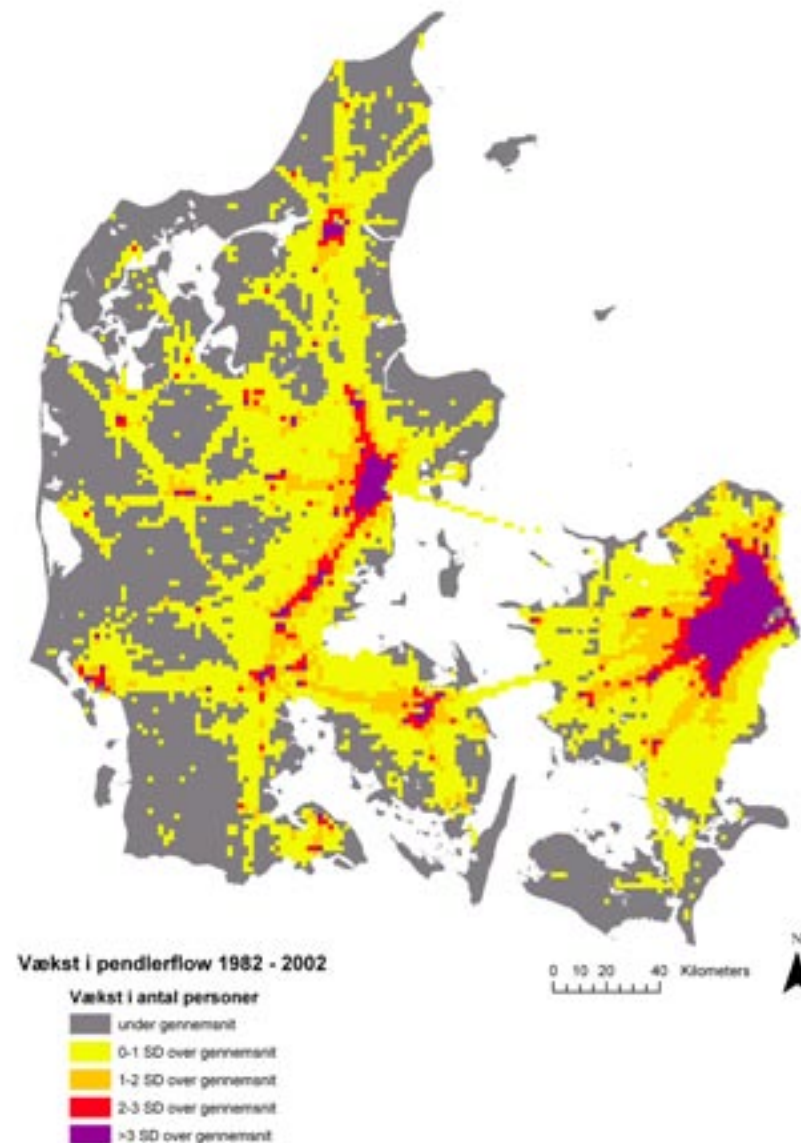 Vækst i pendlerflow 1982 - 2002
Vækst i antal personer
under gennemsnit
0-1 SD over gennemsnit
1-2 SD over gennemsnit
2-3 SD over gennemsnit
>3 SD over gennemsnit
0 10 20 40 Kilometers
N